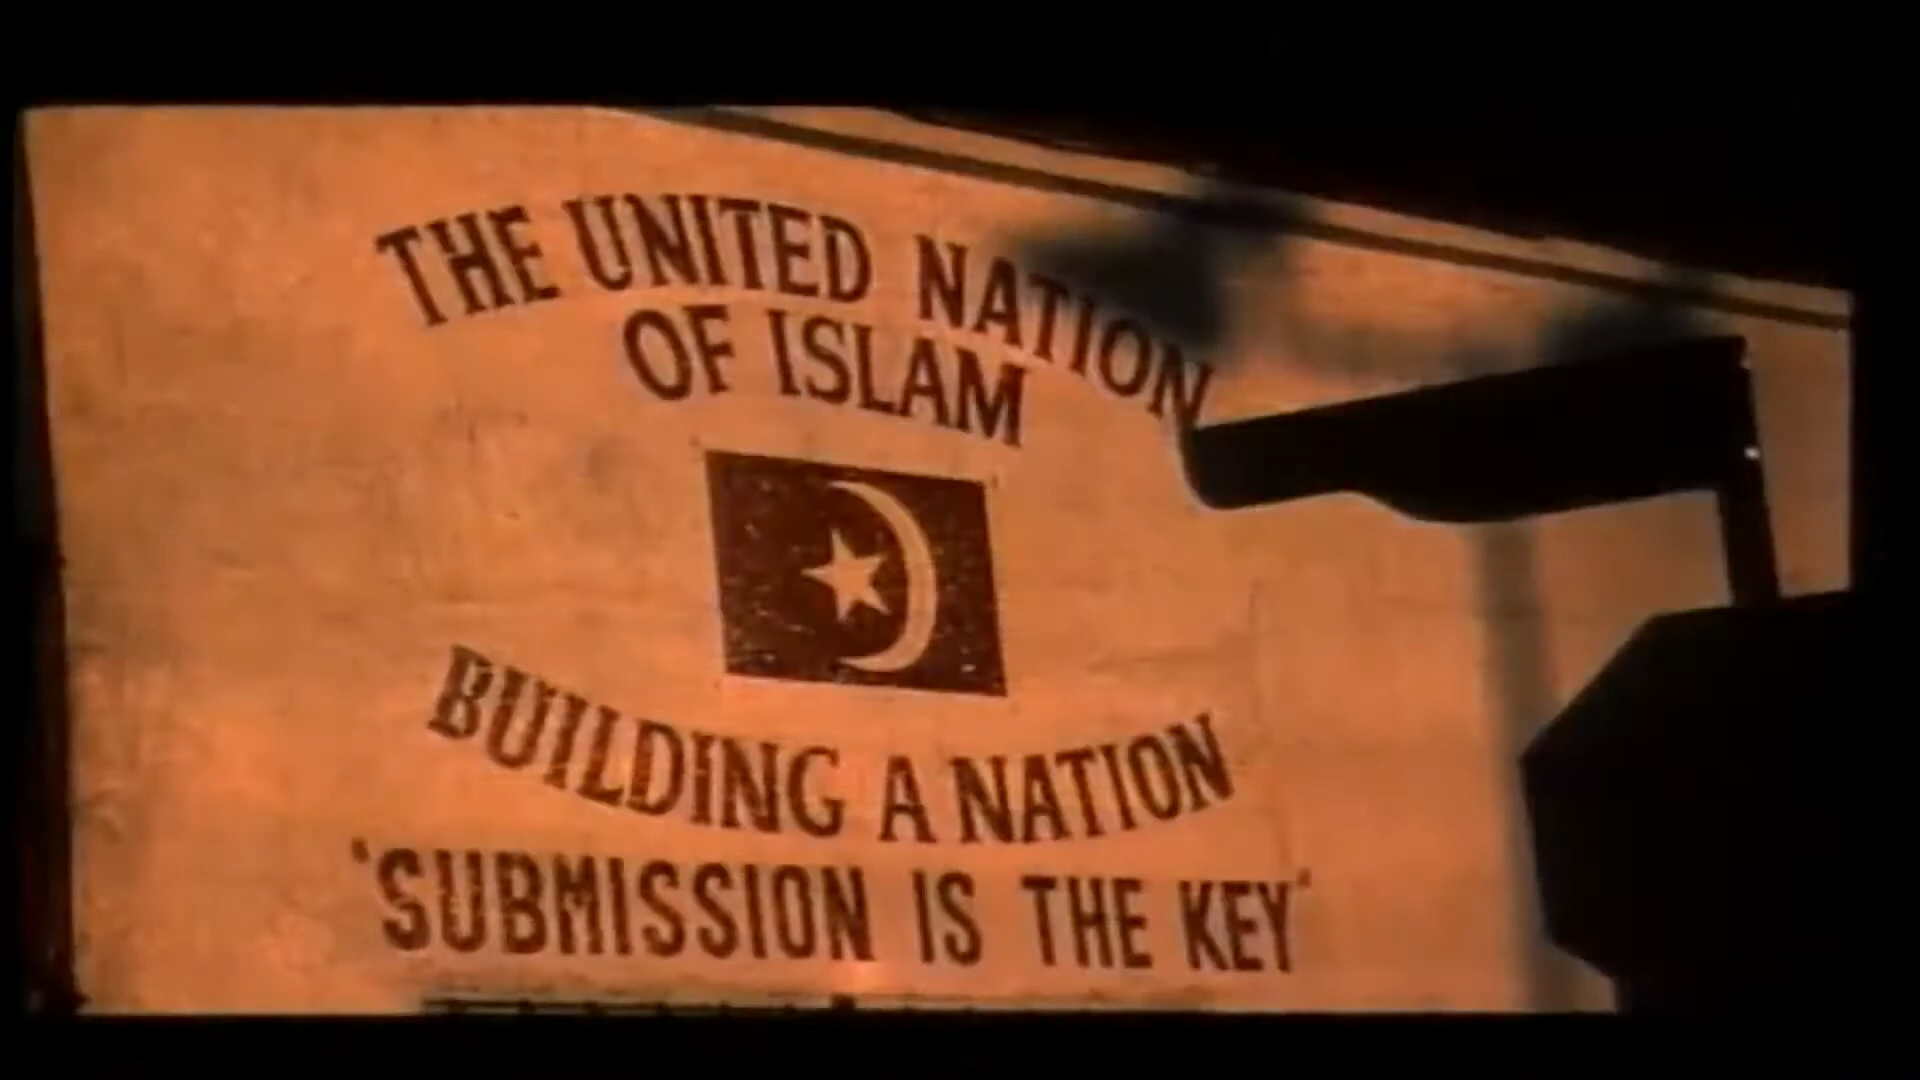 THE UNITED NATION
OF ISLAM
BUILDING A NATION
'SUBMISSION IS THE KEY'